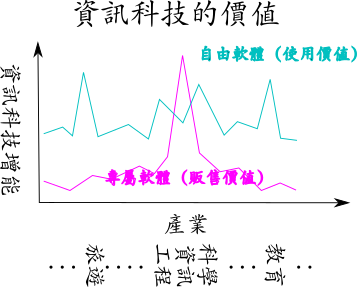 資訊科技的價值
自由軟體 (使用價值)
資訊科技增能
專屬軟體 (販售價值)
產業
...旅遊...資訊工程科學...教育...